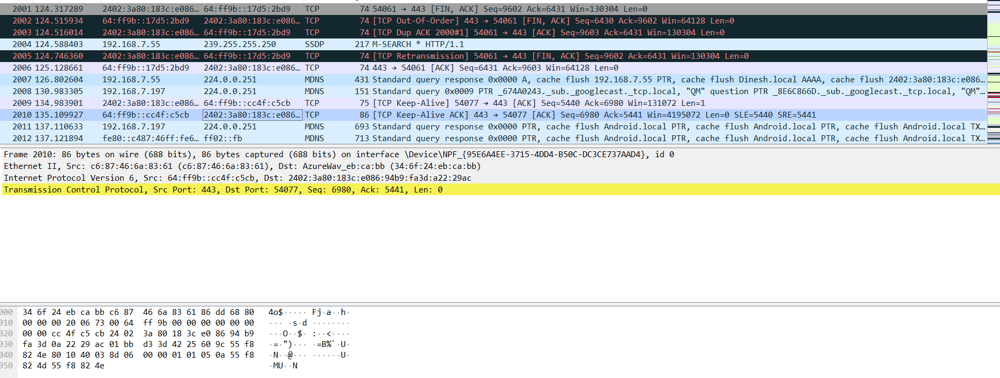 2001 124.317289 2402:3a80:183c:e086… 64:ff9b::17d5:2bd9 TCP 74 54061 → 443 [FIN, ACK] Seq=9602 Ack=6431 Win=130304 Len=0
2002 124.515934 64:ff9b::17d5:2bd9 2402:3a80:183c:e086… TCP 74 [TCP Out-Of-Order] 443 → 54061 [FIN, ACK] Seq=6430 Ack=9602 Win=64128 Len=0
2003 124.516014 2402:3a80:183c:e086… 64:ff9b::17d5:2bd9 TCP 74 [TCP Dup ACK 2000#1] 54061 → 443 [ACK] Seq=9603 Ack=6431 Win=130304 Len=0
2004 124.588403 192.168.7.55 239.255.255.250 SSDP 217 M-SEARCH * HTTP/1.1
2005 124.746360 2402:3a80:183c:e086… 64:ff9b::17d5:2bd9 TCP 74 [TCP Retransmission] 54061 → 443 [FIN, ACK] Seq=9602 Ack=6431 Win=130304 Len=0
2006 125.128661 64:ff9b::17d5:2bd9 2402:3a80:183c:e086… TCP 74 443 → 54061 [ACK] Seq=6431 Ack=9603 Win=64128 Len=0
2007 126.802604 192.168.7.55 224.0.0.251 MDNS 431 Standard query response 0x0000 A, cache flush 192.168.7.55 PTR, cache flush Dinesh.local AAAA, cache flush 2402:3a80:183c:e086…
2008 130.983305 192.168.7.197 224.0.0.251 MDNS 151 Standard query 0x0009 PTR _674A0243._sub._googlecast._tcp.local, "QM" question PTR _8E6C866D._sub._googlecast._tcp.local, "QM"…
2009 134.983901 2402:3a80:183c:e086… 64:ff9b::cc4f:c5cb TCP 75 [TCP Keep-Alive] 54077 → 443 [ACK] Seq=5440 Ack=6980 Win=131072 Len=1
2010 135.109927 64:ff9b::cc4f:c5cb 2402:3a80:183c:e086… TCP 86 [TCP Keep-Alive ACK] 443 → 54077 [ACK] Seq=6980 Ack=5441 Win=4195072 Len=0 SLE=5440 SRE=5441
2011 137.110633 192.168.7.197 224.0.0.251 MDNS 693 Standard query response 0x0000 PTR, cache flush Android.local PTR, cache flush Android.local PTR, cache flush Android.local TX…
2012 137.121894 fe80::c487:46ff:fe6… ff02::fb MDNS 713 Standard query response 0x0000 PTR, cache flush Android.local PTR, cache flush Android.local PTR, cache flush Android.local TX…
Frame 2010: 86 bytes on wire (688 bits), 86 bytes captured (688 bits) on interface \Device\NPF_{95E6A4EE-3715-4DD4-B50C-DC3CE737AAD4}, id 0
Ethernet II, Src: c6:87:46:6a:83:61 (c6:87:46:6a:83:61), Dst: AzureWav_eb:ca:bb (34:6f:24:eb:ca:bb)
Internet Protocol Version 6, Src: 64:ff9b::cc4f:c5cb, Dst: 2402:3a80:183c:e086:94b9:fa3d:a22:29ac
Transmission Control Protocol, Src Port: 443, Dst Port: 54077, Seq: 6980, Ack: 5441, Len: 0
000 34 6f 24 eb ca bb c6 87 46 6a 83 61 86 dd 68 80 4o$····· Fj·a··h·
010 00 00 00 20 06 73 00 64 ff 9b 00 00 00 00 00 00 ··· ·s·d ········
020 00 00 cc 4f c5 cb 24 02 3a 80 18 3c e0 86 94 b9 ···O··$· :··<····
030 fa 3d 0a 22 29 ac 01 bb d3 3d 42 25 60 9c 55 f8 ·=·")··· ·=B%`·U·
040 82 4e 80 10 40 03 8d 06 00 00 01 01 05 0a 55 f8 ·N··@··· ······U·
050 82 4d 55 f8 82 4e ·MU··N